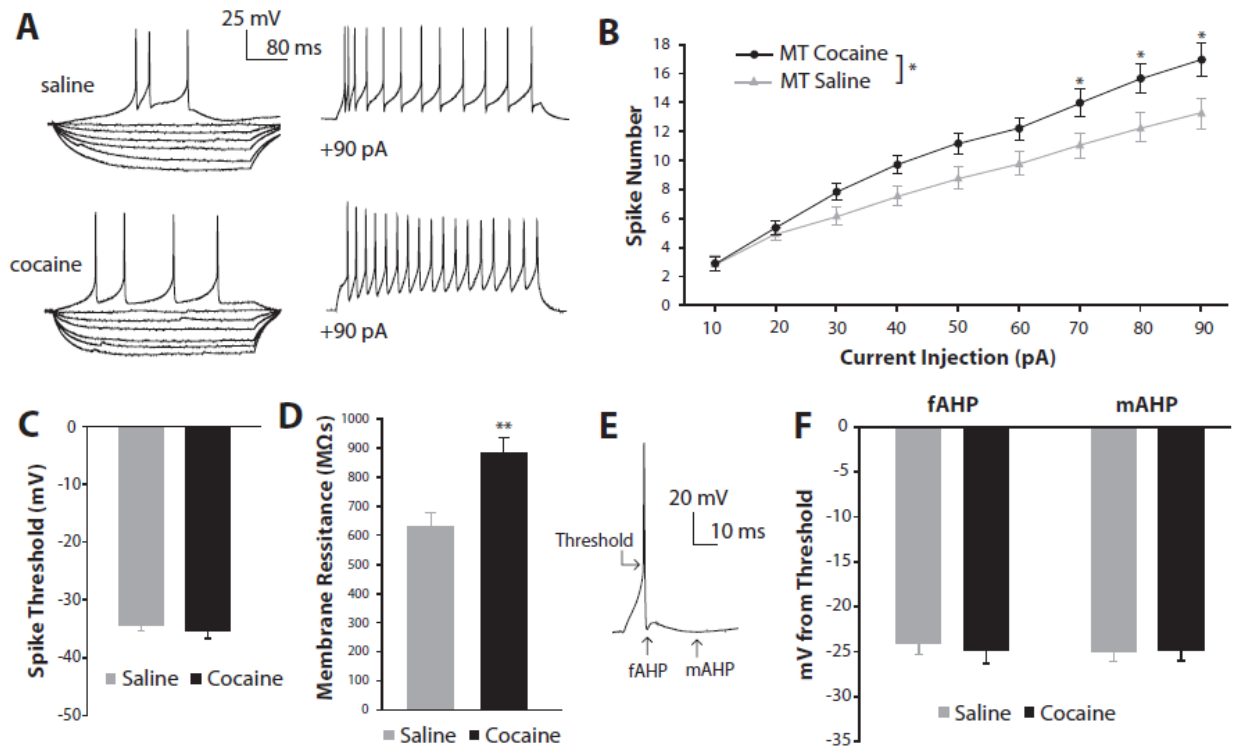 A
25 mV
80 ms
saline
+90 pA
cocaine
+90 pA
B
MT Cocaine
MT Saline
*
* * *
Spike Number
18
16
14
12
10
8
6
4
2
0
10 20 30 40 50 60 70 80 90
Current Injection (pA)
C
Spike Threshold (mV)
0
-10
-20
-30
-40
-50
Saline Cocaine
D
Membrane Ressitance (MΩs)
1000
900
800
700
600
500
400
300
200
100
0
**
Saline Cocaine
E
20 mV
10 ms
Threshold
fAHP mAHP
F
fAHP mAHP
mV from Threshold
0
-5
-10
-15
-20
-25
-30
-35
Saline Cocaine